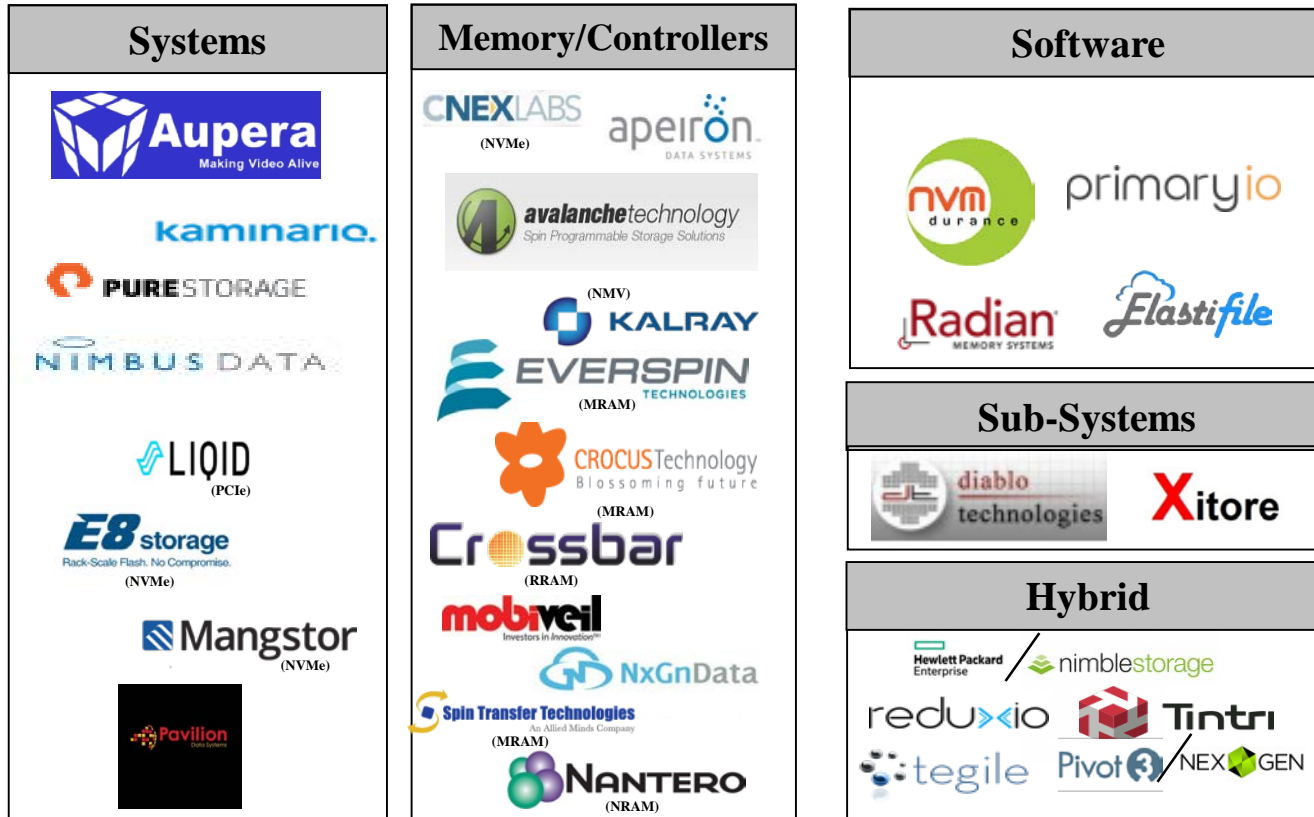 Systems
Aupera
Making Video Alive
kaminario.
PURESTORAGE
NIMBUS DATA
LIQID
(PCIe)
E8 storage
Rack-Scale Flash. No Compromise.
(NVMe)
Mangstor
(NVMe)
Pavilion
Data Systems
Memory/Controllers
CNEXLABS
(NVMe)
apeiron™
DATA SYSTEMS
avalanchetechnology
Spin Programmable Storage Solutions
(NMV)
KALRAY
EVERSPIN
TECHNOLOGIES
(MRAM)
CROCUSTechnology
Blossoming future
(MRAM)
Crossbar
(RRAM)
mobiveil
Investors in Innovation
NxGnData
Spin Transfer Technologies
An Allied Minds Company
(MRAM)
NANTERO
(NRAM)
Software
nvm
durance
primaryio
Radian
MEMORY SYSTEMS
Elastifile
Sub-Systems
diablo
technologies
Xitore
Hybrid
Hewlett Packard
Enterprise
nimblestorage
reduxio
Tintri
tegile
Pivot 3
NEXGEN